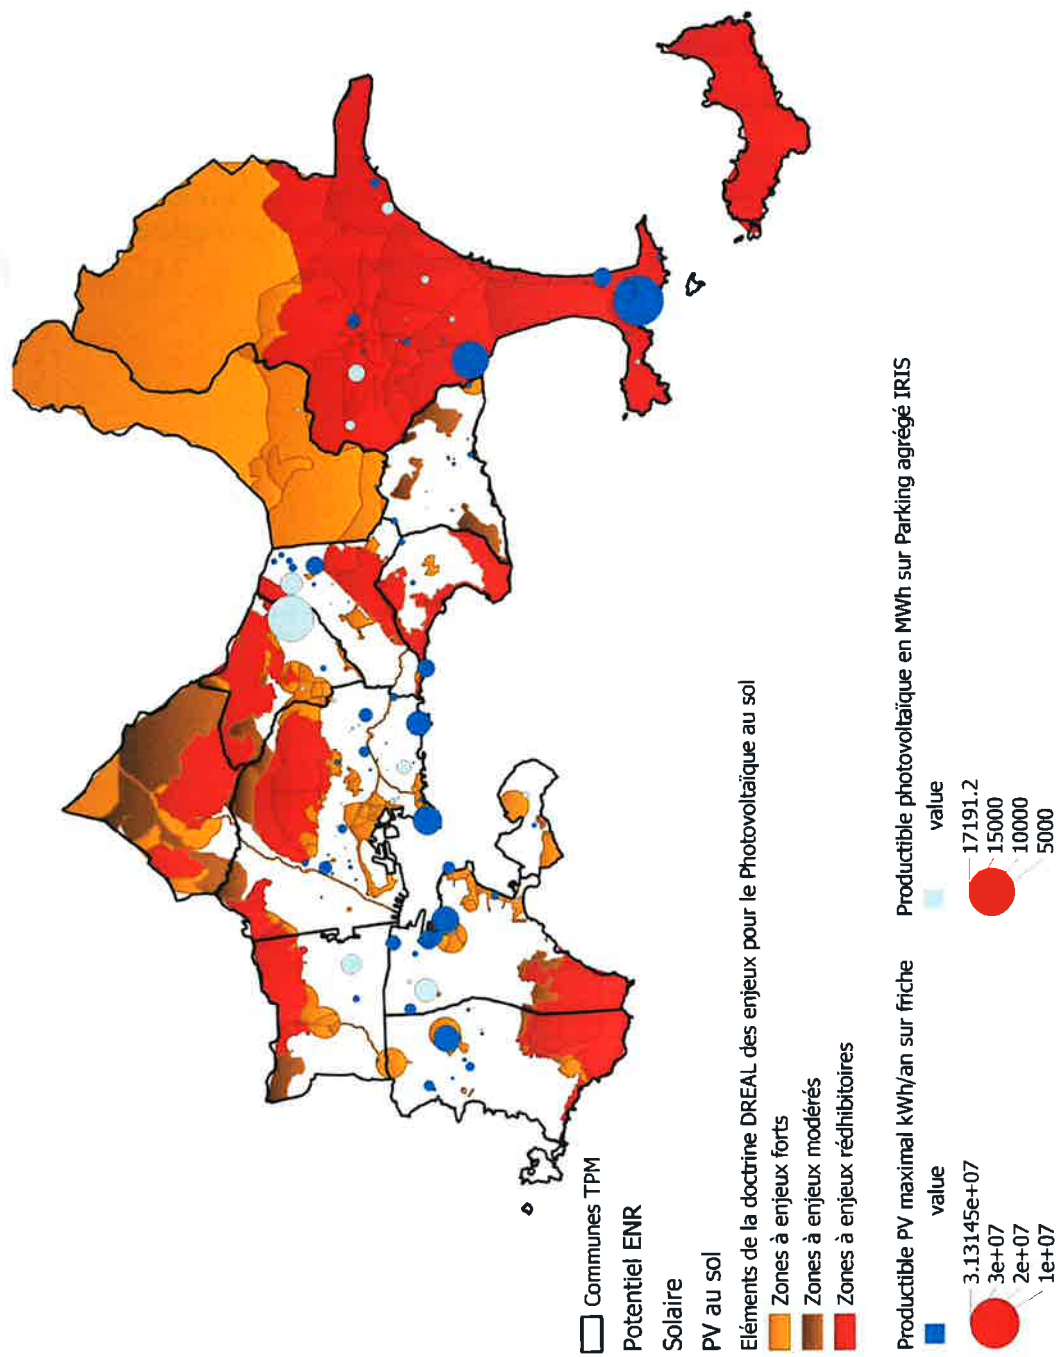 Communes TPM
Potentiel ENR
Solaire
PV au sol
Eléments de la doctrine DREAL des enjeux pour le Photovoltaïque au sol
Zones à enjeux forts
Zones à enjeux modérés
Zones à enjeux rédhibitoires
Productible PV maximal kWh/an sur friche
value
3.13145e+07
3e+07
2e+07
1e+07
Productible photovoltaïque en MWh sur Parking agrégé IRIS
value
17191.2
15000
10000
5000